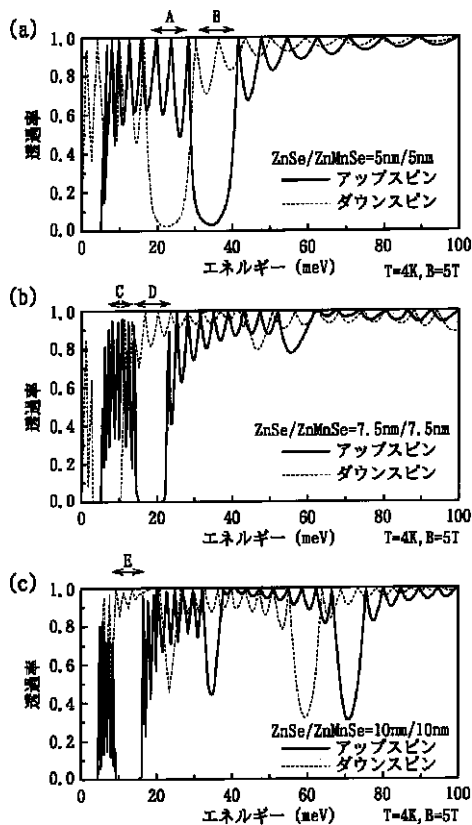 (a)
A
B
1.0
0.8
0.6
0.4
0.2
0.0
透過率
ZnSe/ZnMnSe=5nm/5nm
アップスピン
ダウンスピン
0 20 40 60 80 100
エネルギー (meV)
T=4K, B=5T
(b)
C
D
1.0
0.8
0.6
0.4
0.2
0.0
透過率
ZnSe/ZnMnSe=7.5nm/7.5nm
アップスピン
ダウンスピン
0 20 40 60 80 100
エネルギー (meV)
T=4K, B=5T
(c)
E
1.0
0.8
0.6
0.4
0.2
0.0
透過率
ZnSe/ZnMnSe=10nm/10nm
アップスピン
ダウンスピン
0 20 40 60 80 100
エネルギー (meV)
T=4K, B=5T